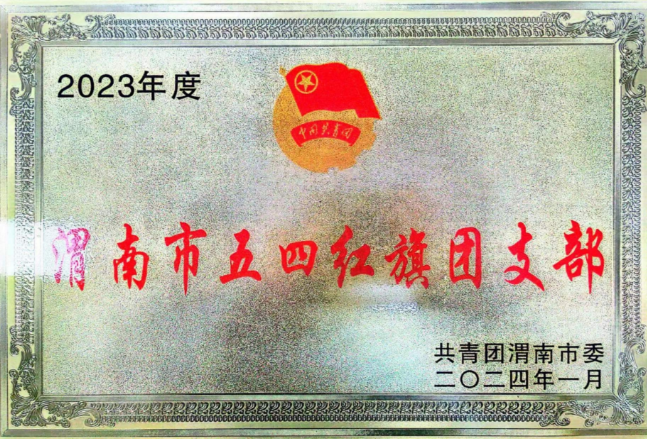 2023年度
中国共青团
渭南市五四红旗团支部
共青团渭南市委
二〇二四年一月